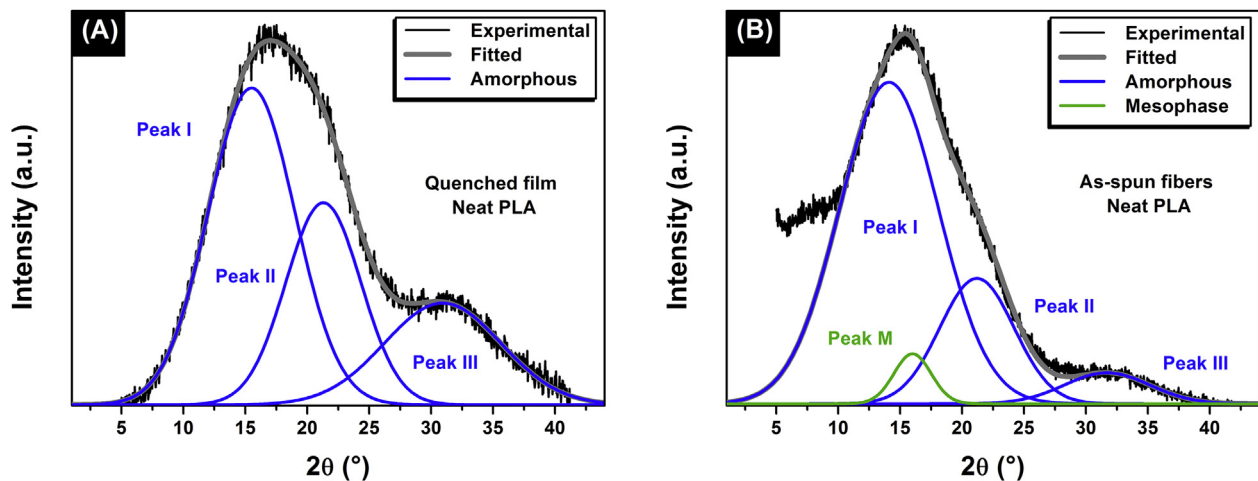 (A)
Experimental
Fitted
Amorphous
Peak I
Quenched film
Neat PLA
Peak II
Peak III
Intensity (a.u.)
5 10 15 20 25 30 35 40
2θ (°)
(B)
Experimental
Fitted
Amorphous
Mesophase
As-spun fibers
Neat PLA
Peak I
Peak II
Peak M
Peak III
Intensity (a.u.)
5 10 15 20 25 30 35 40
2θ (°)